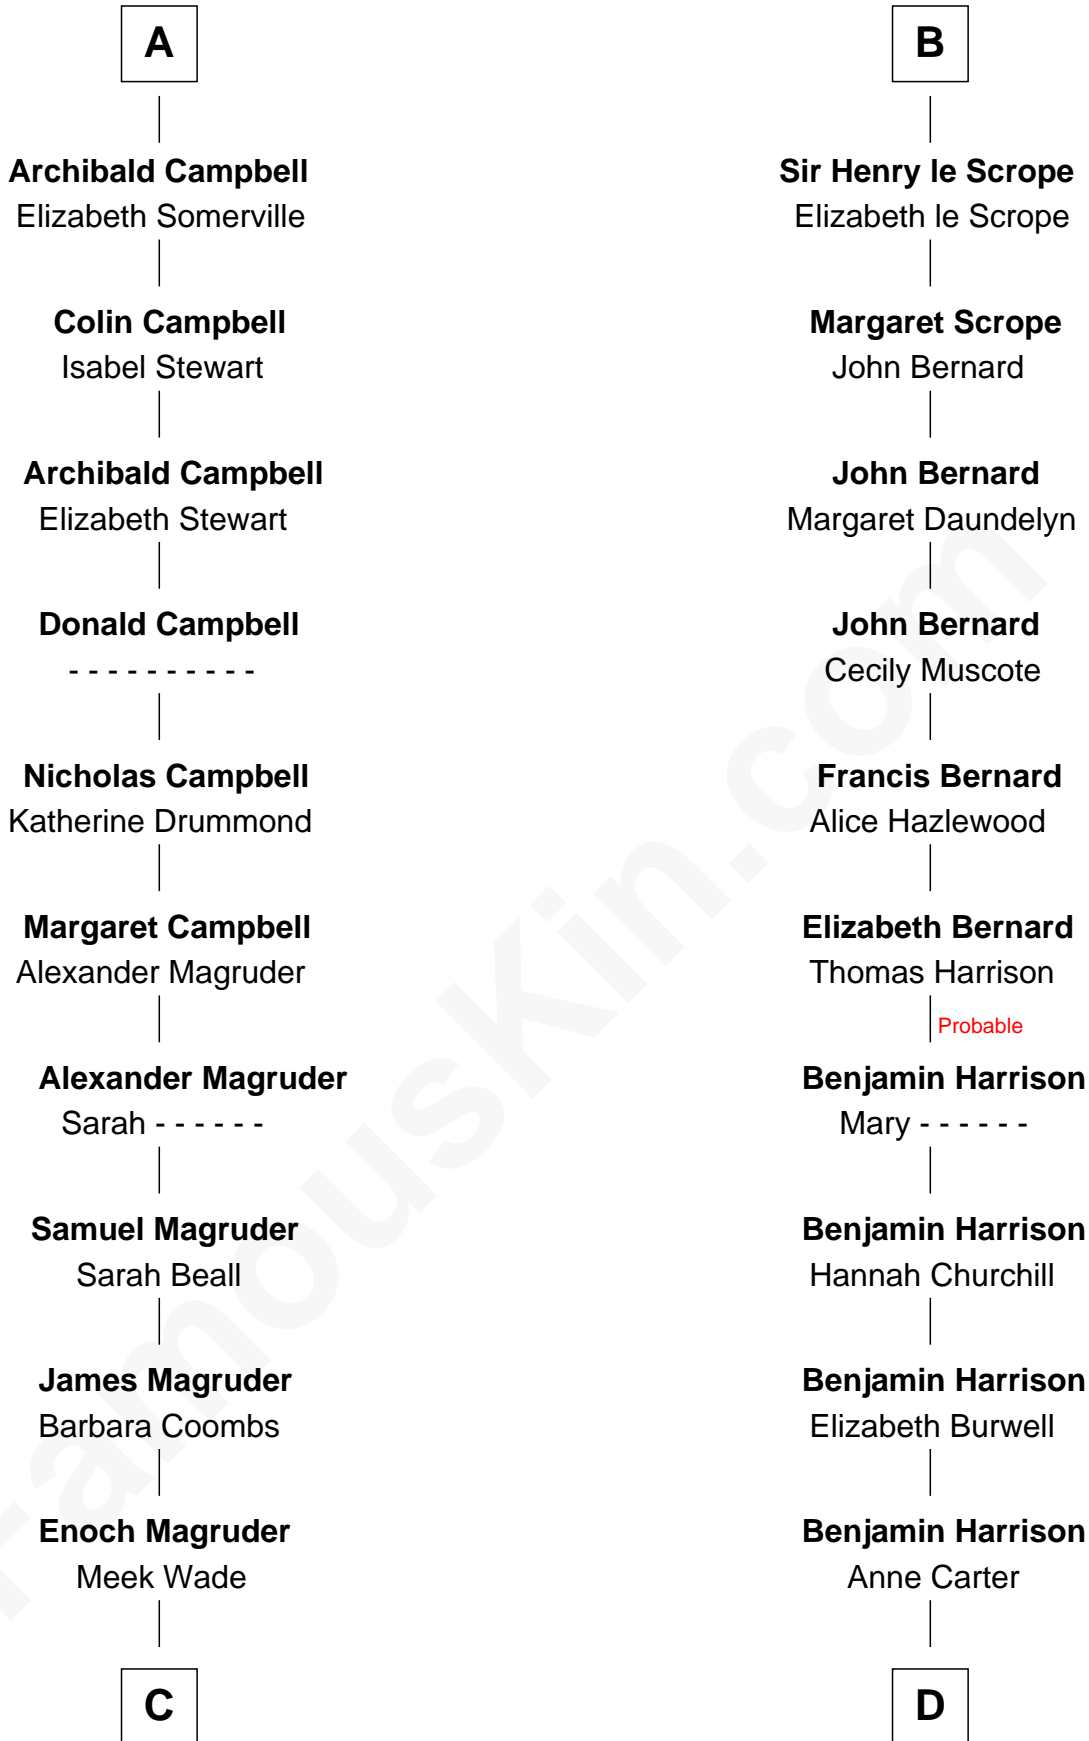 A
Archibald Campbell
Elizabeth Somerville
Colin Campbell
Isabel Stewart
Archibald Campbell
Elizabeth Stewart
Donald Campbell
- - - - - - - - - -
Nicholas Campbell
Katherine Drummond
Margaret Campbell
Alexander Magruder
Alexander Magruder
Sarah - - - - - -
Samuel Magruder
Sarah Beall
James Magruder
Barbara Coombs
Enoch Magruder
Meek Wade
C
B
Sir Henry le Scrope
Elizabeth le Scrope
Margaret Scrope
John Bernard
John Bernard
Margaret Daundelyn
John Bernard
Cecily Muscote
Francis Bernard
Alice Hazlewood
Elizabeth Bernard
Thomas Harrison
Probable
Benjamin Harrison
Mary - - - - - -
Benjamin Harrison
Hannah Churchill
Benjamin Harrison
Elizabeth Burwell
Benjamin Harrison
Anne Carter
D
FamousKin.com